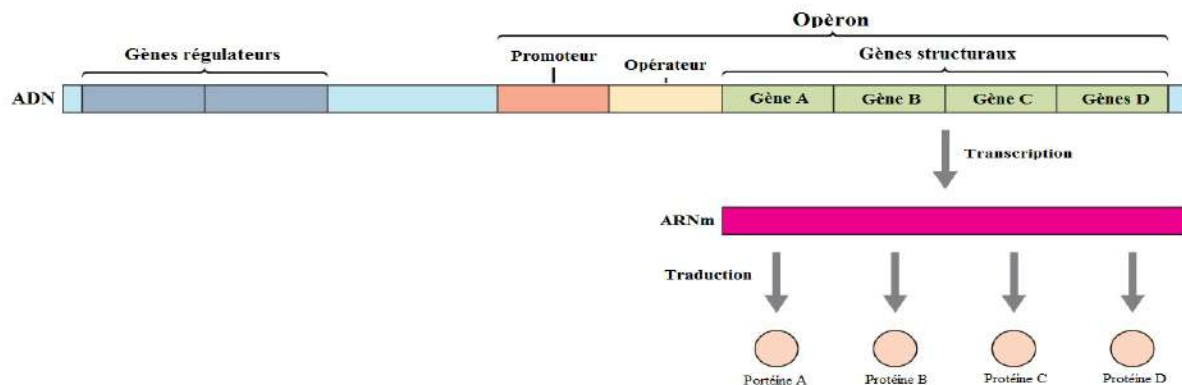 Opèron
Gènes régulateurs
Promoteur
Opérateur
Gènes structuraux
ADN
Gène A
Gène B
Gène C
Gènes D
Transcription
ARNm
Traduction
Portéine A
Protéine B
Protéine C
Protéine D